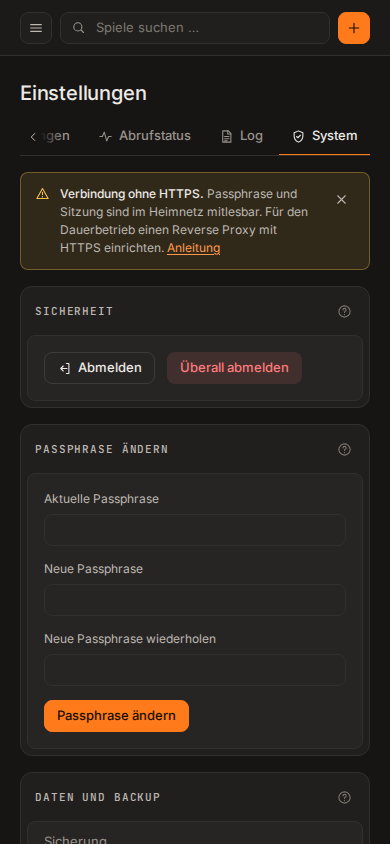 Spiele suchen ...
Einstellungen
ngen Abrufstatus Log System
Verbindung ohne HTTPS. Passphrase und
Sitzung sind im Heimnetz mitlesbar. Für den
Dauerbetrieb einen Reverse Proxy mit
HTTPS einrichten. Anleitung
SICHERHEIT
Abmelden Überall abmelden
PASSPHRASE ÄNDERN
Aktuelle Passphrase
Neue Passphrase
Neue Passphrase wiederholen
Passphrase ändern
DATEN UND BACKUP
Sicherung